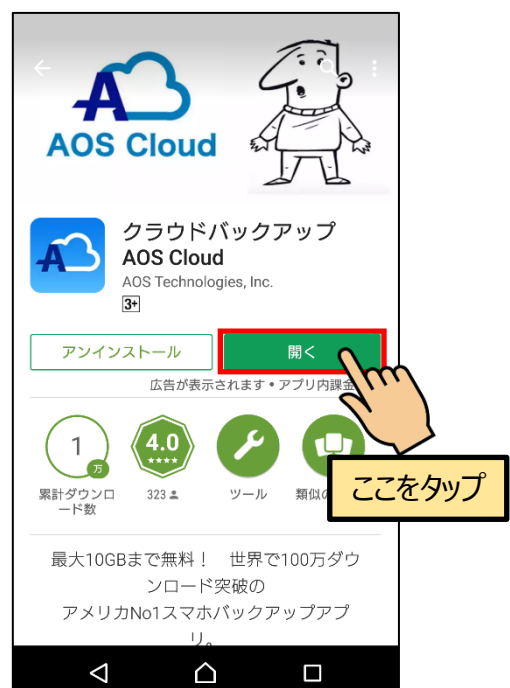 AOS Cloud
クラウドバックアップ
AOS Cloud
AOS Technologies, Inc.
3+
アンインストール
開く
広告が表示されます • アプリ内課金
1
万
4.0
★★★★
累計ダウンロ
ード数
323
ツール
類似の
ここをタップ
最大10GBまで無料！　世界で100万ダウ
ンロード突破の
アメリカNo1スマホバックアップアプ
リ。